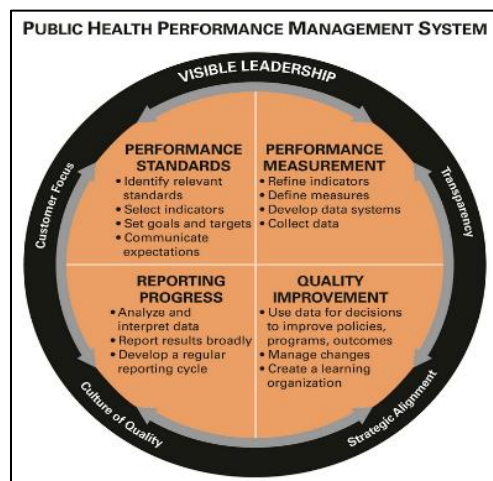 PUBLIC HEALTH PERFORMANCE MANAGEMENT SYSTEM
VISIBLE LEADERSHIP
PERFORMANCE
STANDARDS
• Identify relevant
standards
• Select indicators
• Set goals and targets
• Communicate
expectations
PERFORMANCE
MEASUREMENT
• Refine indicators
• Define measures
• Develop data systems
• Collect data
Customer Focus
Transparency
REPORTING
PROGRESS
• Analyze and
interpret data
• Report results broadly
• Develop a regular
reporting cycle
QUALITY
IMPROVEMENT
• Use data for decisions
to improve policies,
programs, outcomes
• Manage changes
• Create a learning
organization
Culture of Quality
Strategic Alignment